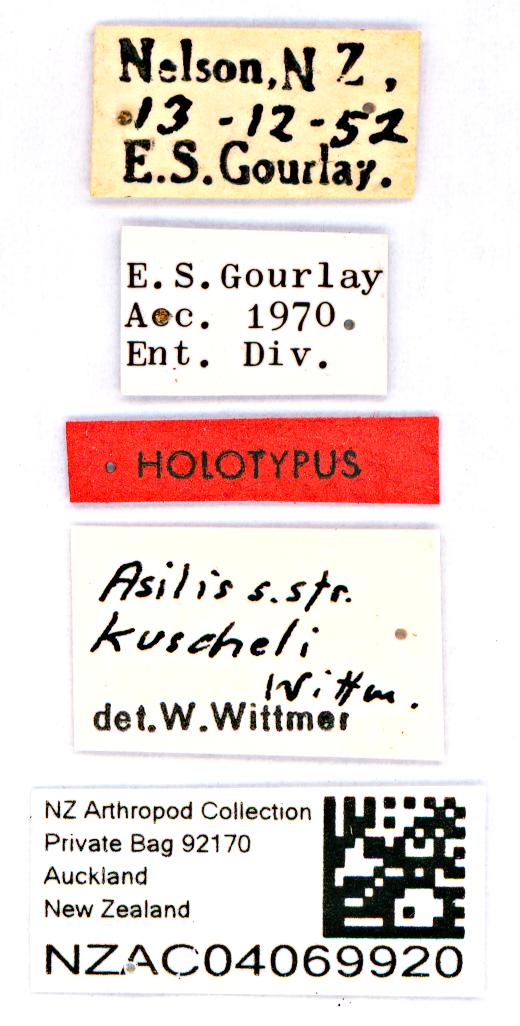 Nelson, N Z,
13-12-52
E.S. Gourlay.
E.S.Gourlay
Acc. 1970.
Ent. Div.
HOLOTYPUS
Asilis s.str.
kuscheli
Wittm.
det.W.Wittmer
NZ Arthropod Collection
Private Bag 92170
Auckland
New Zealand
NZAC04069920